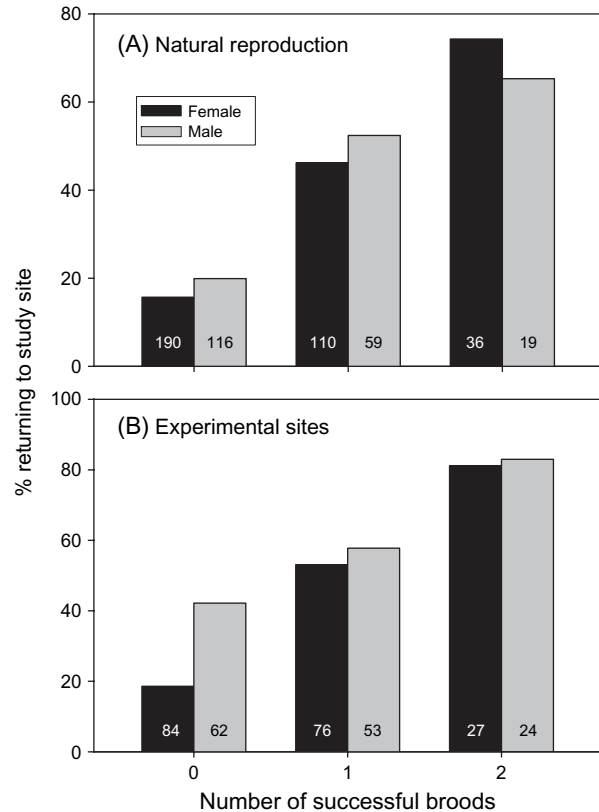 80
(A) Natural reproduction
60
Female
Male
40
20
190 116 110 59 36 19
0
% returning to study site
100
(B) Experimental sites
80
60
40
20
84 62 76 53 27 24
0
0 1 2
Number of successful broods